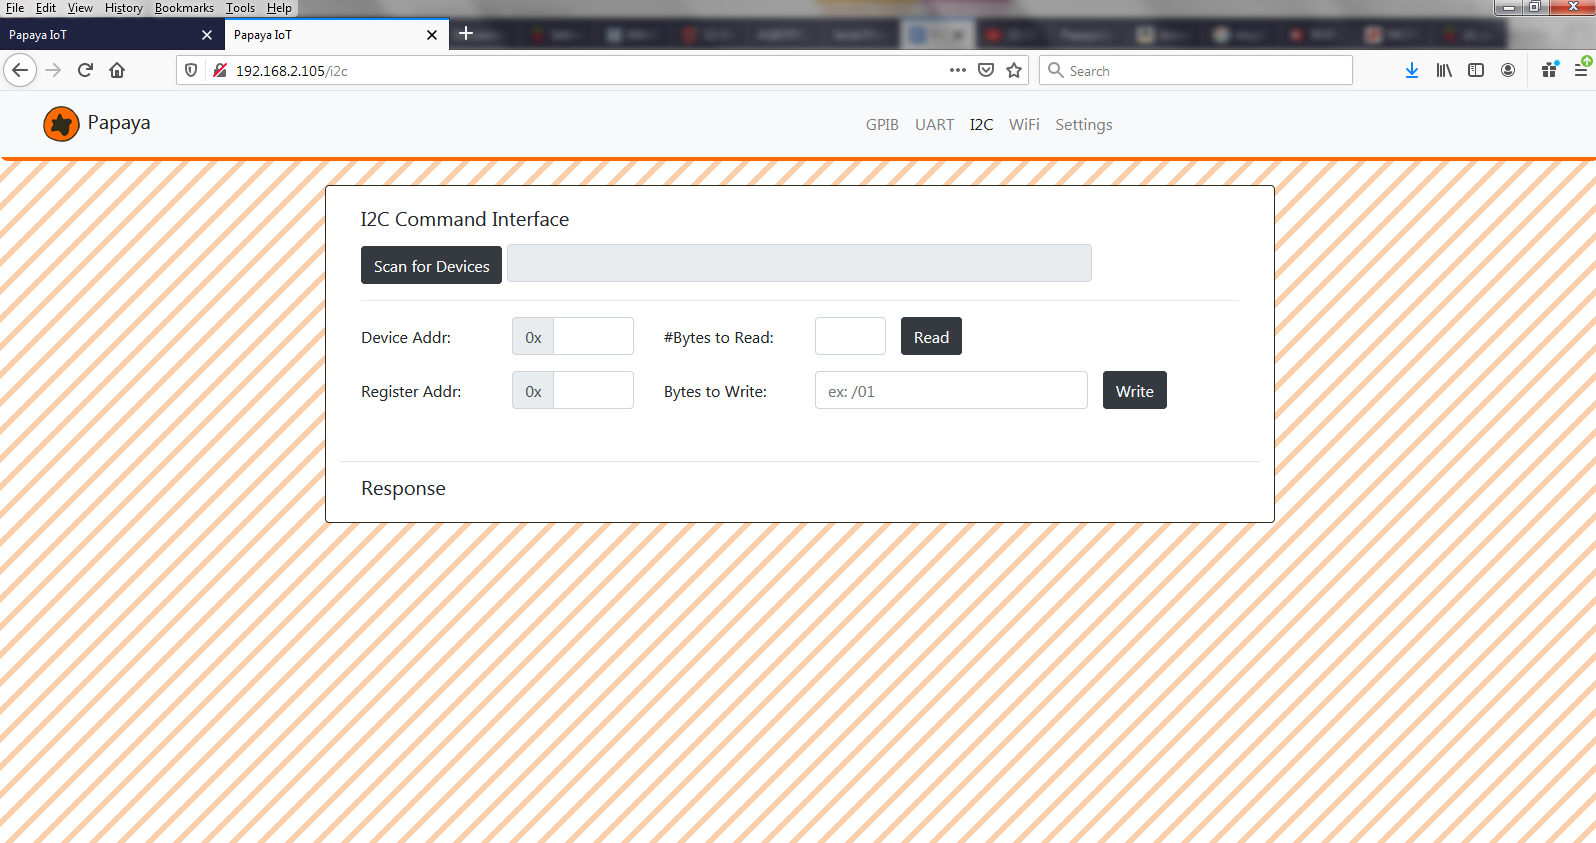 File Edit View History Bookmarks Tools Help
Papaya IoT
Papaya IoT
192.168.2.105/i2c
Search
Papaya
GPIB UART I2C WiFi Settings
I2C Command Interface
Scan for Devices
Device Addr: 0x #Bytes to Read: Read
Register Addr: 0x Bytes to Write: ex: /01 Write
Response